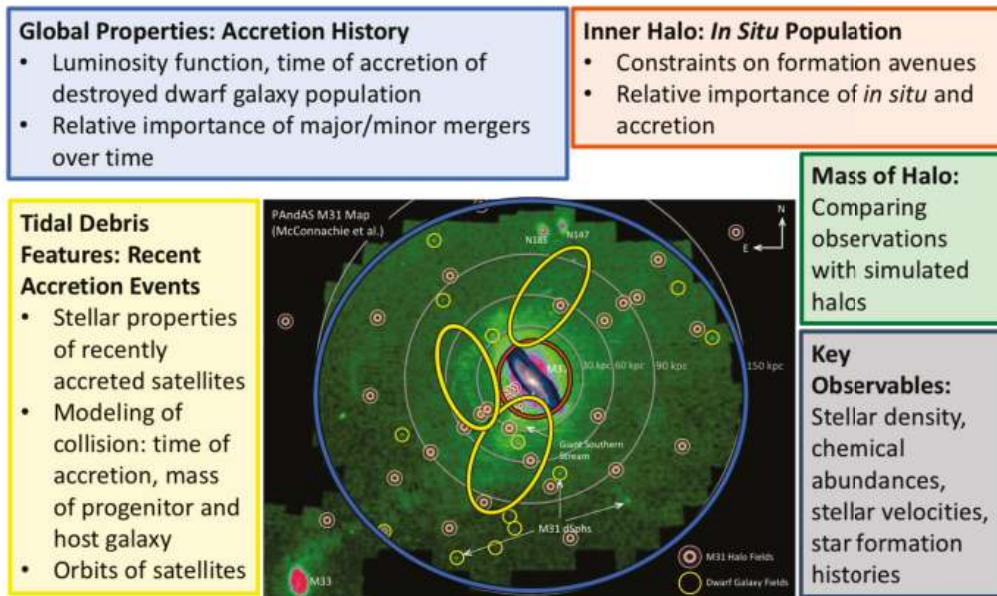 Global Properties: Accretion History
• Luminosity function, time of accretion of
destroyed dwarf galaxy population
• Relative importance of major/minor mergers
over time
Inner Halo: In Situ Population
• Constraints on formation avenues
• Relative importance of in situ and
accretion
Mass of Halo:
Comparing
observations
with simulated
halos
Tidal Debris
Features: Recent
Accretion Events
• Stellar properties
of recently
accreted satellites
• Modeling of
collision: time of
accretion, mass
of progenitor and
host galaxy
• Orbits of satellites
PAndAS M31 Map
(McConnachie et al.)
N185
N147
N
E
M31
30 kpc
60 kpc
90 kpc
150 kpc
Giant Southern
Stream
M31 dSphs
M33
M31 Halo Fields
Dwarf Galaxy Fields
Key
Observables:
Stellar density,
chemical
abundances,
stellar velocities,
star formation
histories